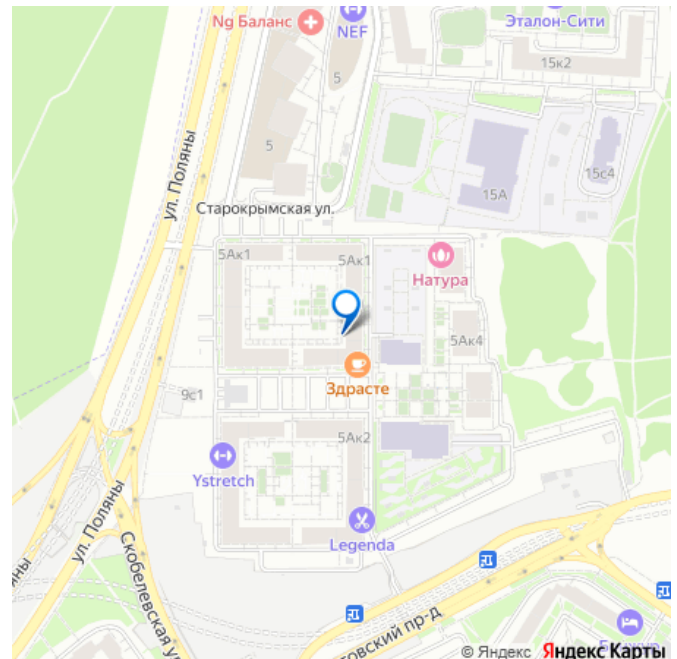 Ng Баланс
NEF
Эталон-Сити
15к2
5
5
15с4
15А
ул. Поляны
Старокрымская ул.
5Ак1
5Ак1
Натура
5Ак4
Здрасте
9с1
5Ак2
Ystretch
ул. Поляны
Legenda
Скобелевская ул
© Яндекс Яндекс Карты